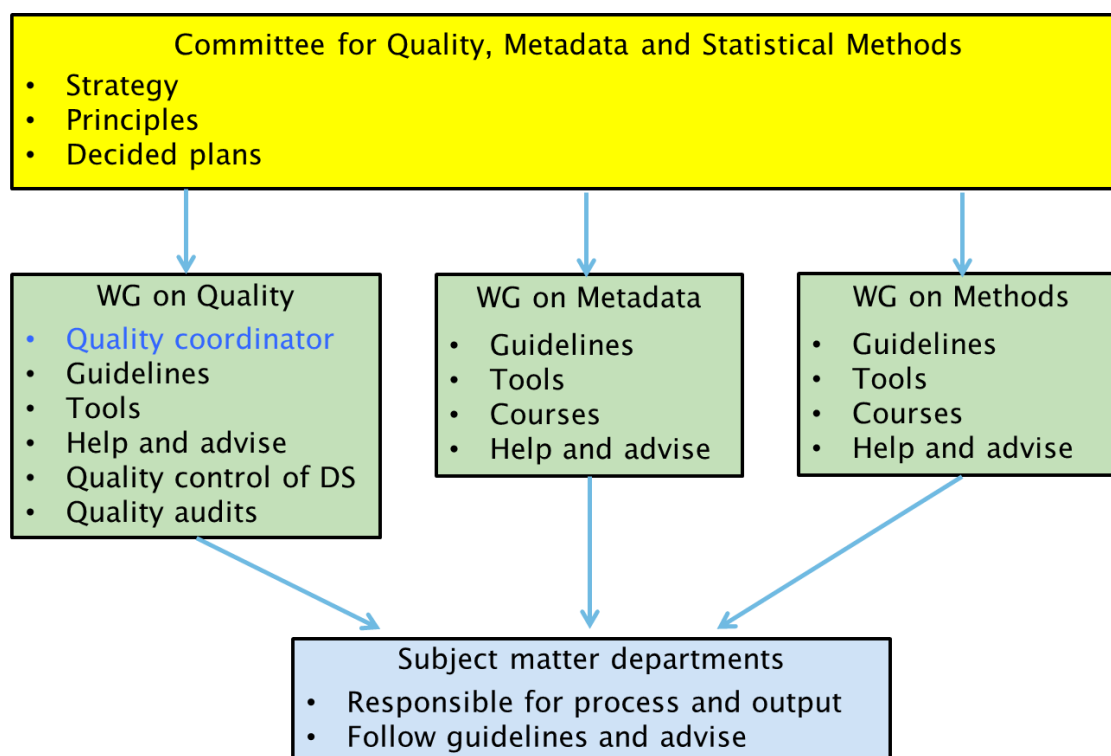 Committee for Quality, Metadata and Statistical Methods
• Strategy
• Principles
• Decided plans
WG on Quality
• Quality coordinator
• Guidelines
• Tools
• Help and advise
• Quality control of DS
• Quality audits
WG on Metadata
• Guidelines
• Tools
• Courses
• Help and advise
WG on Methods
• Guidelines
• Tools
• Courses
• Help and advise
Subject matter departments
• Responsible for process and output
• Follow guidelines and advise